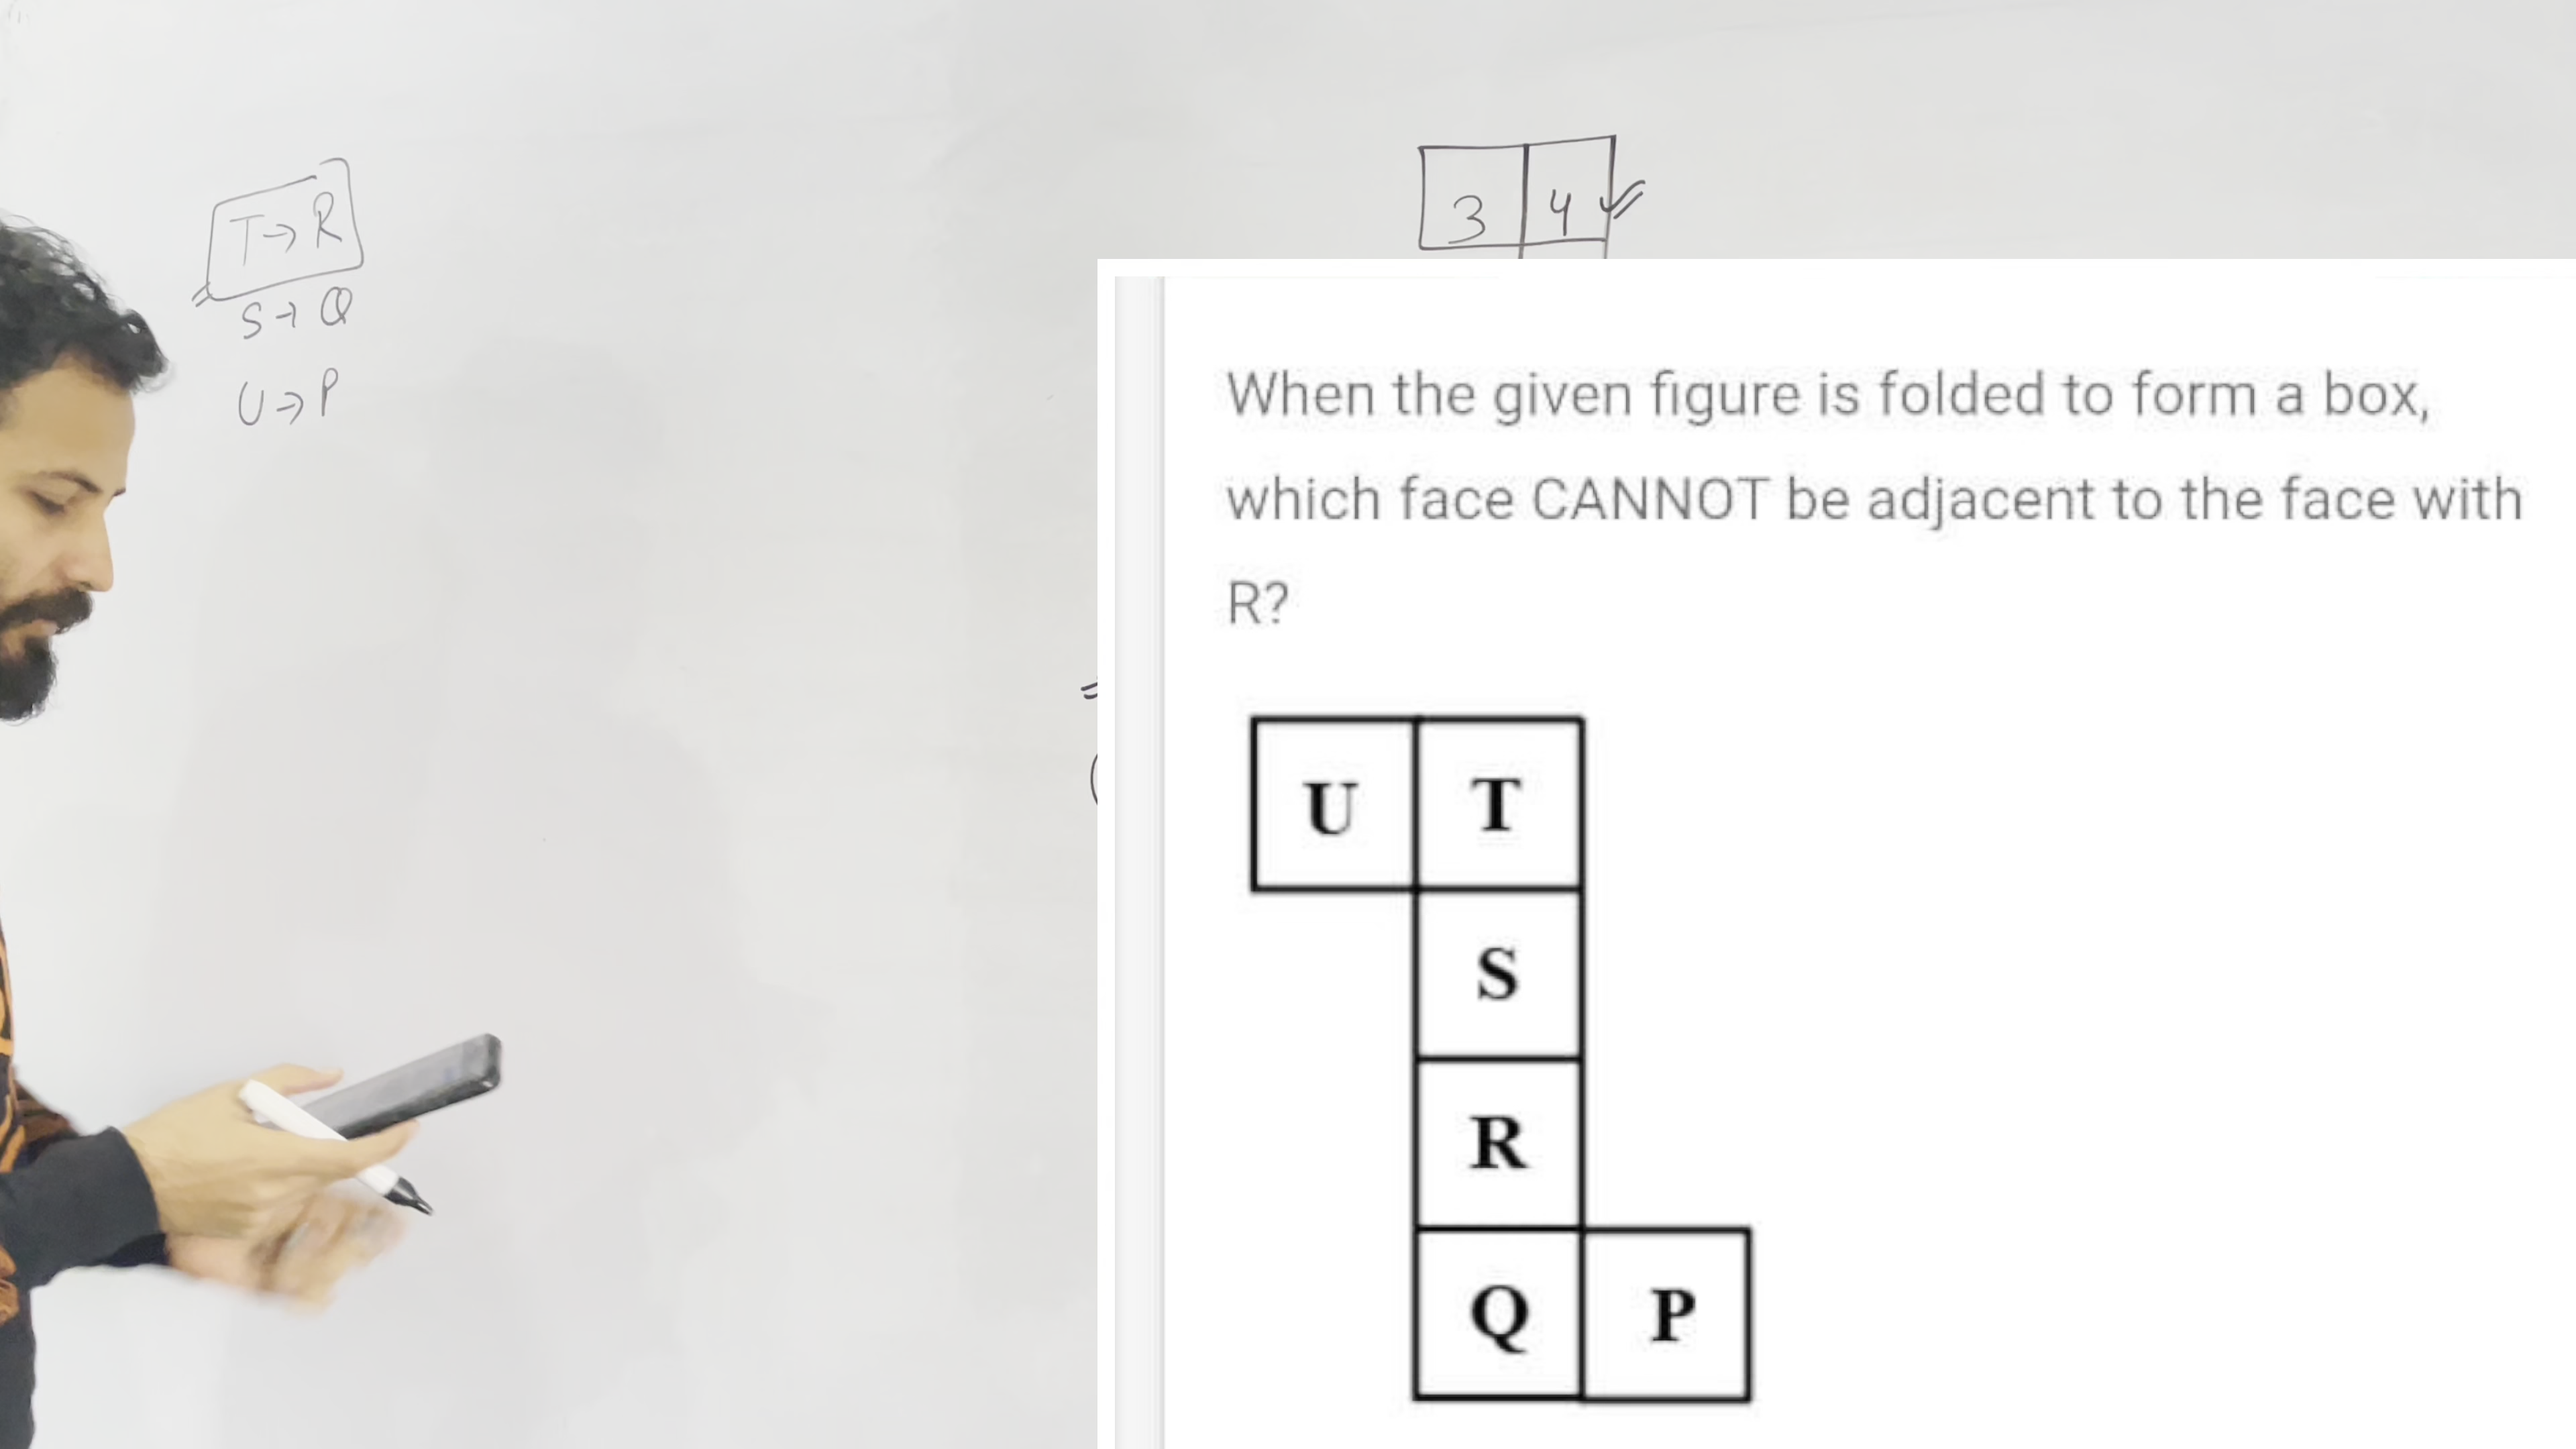 T→R
S→Q
U→P
3 4
When the given figure is folded to form a box,
which face CANNOT be adjacent to the face with
R?
U T
S
R
Q P